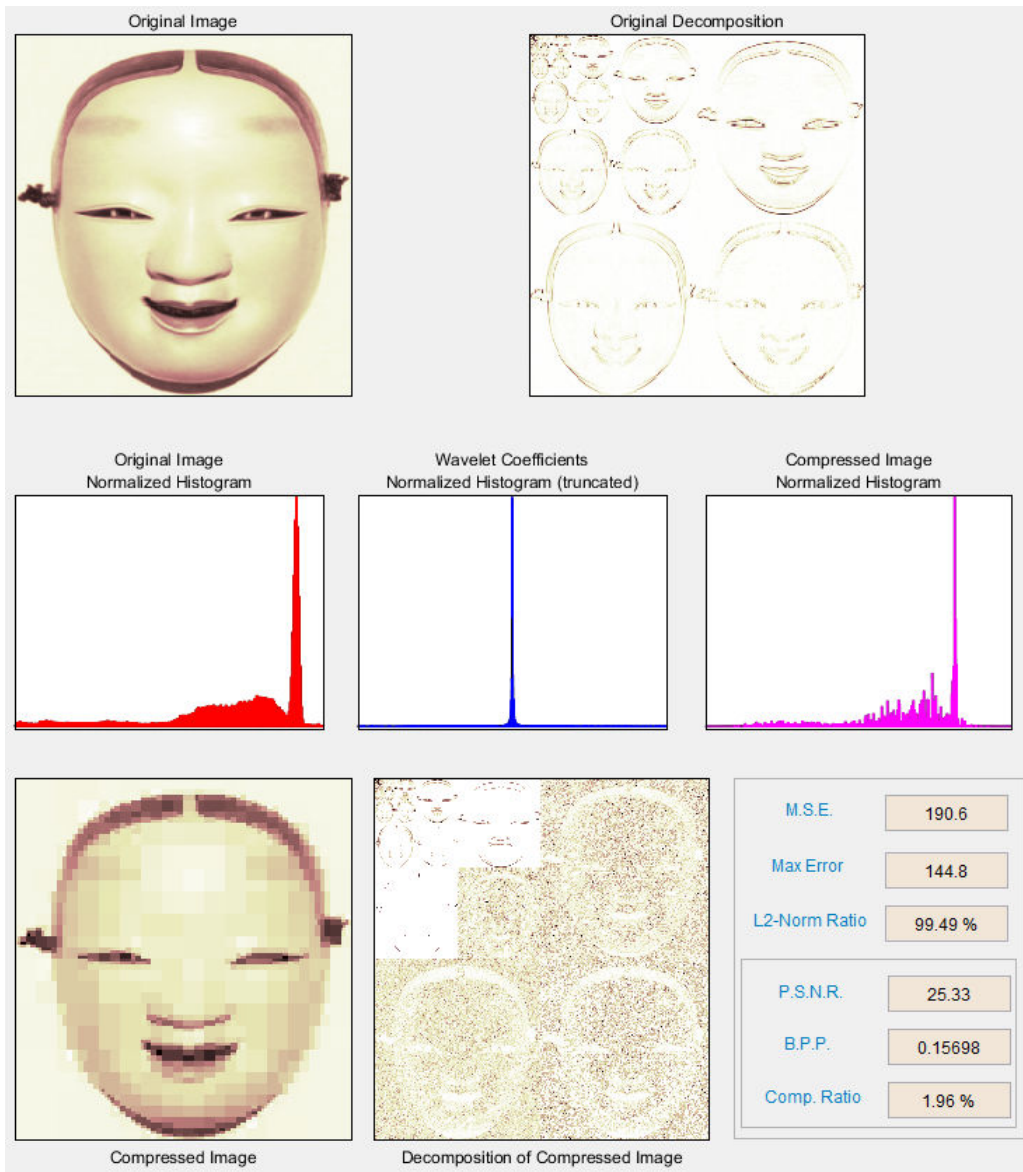 Original Image
Original Decomposition
Original Image
Normalized Histogram
Wavelet Coefficients
Normalized Histogram (truncated)
Compressed Image
Normalized Histogram
M.S.E.
190.6
Max Error
144.8
L2-Norm Ratio
99.49 %
P.S.N.R.
25.33
B.P.P.
0.15698
Comp. Ratio
1.96 %
Compressed Image
Decomposition of Compressed Image